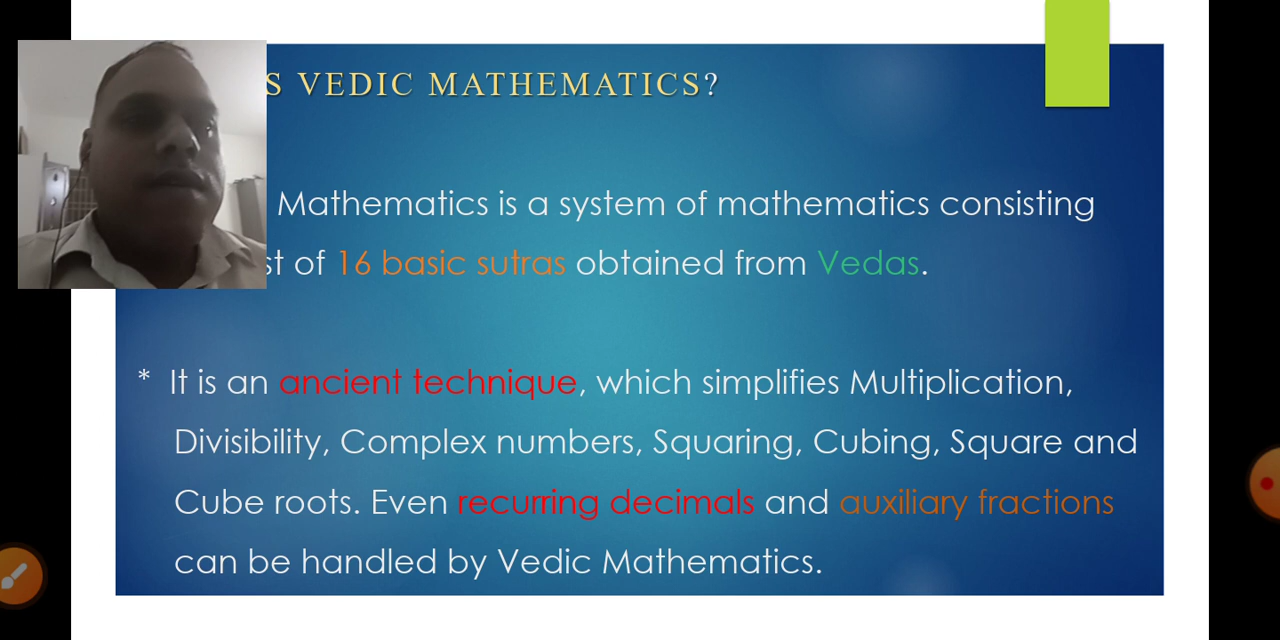 S VEDIC MATHEMATICS?
Mathematics is a system of mathematics consisting
st of 16 basic sutras obtained from Vedas.
* It is an ancient technique, which simplifies Multiplication,
Divisibility, Complex numbers, Squaring, Cubing, Square and
Cube roots. Even recurring decimals and auxiliary fractions
can be handled by Vedic Mathematics.